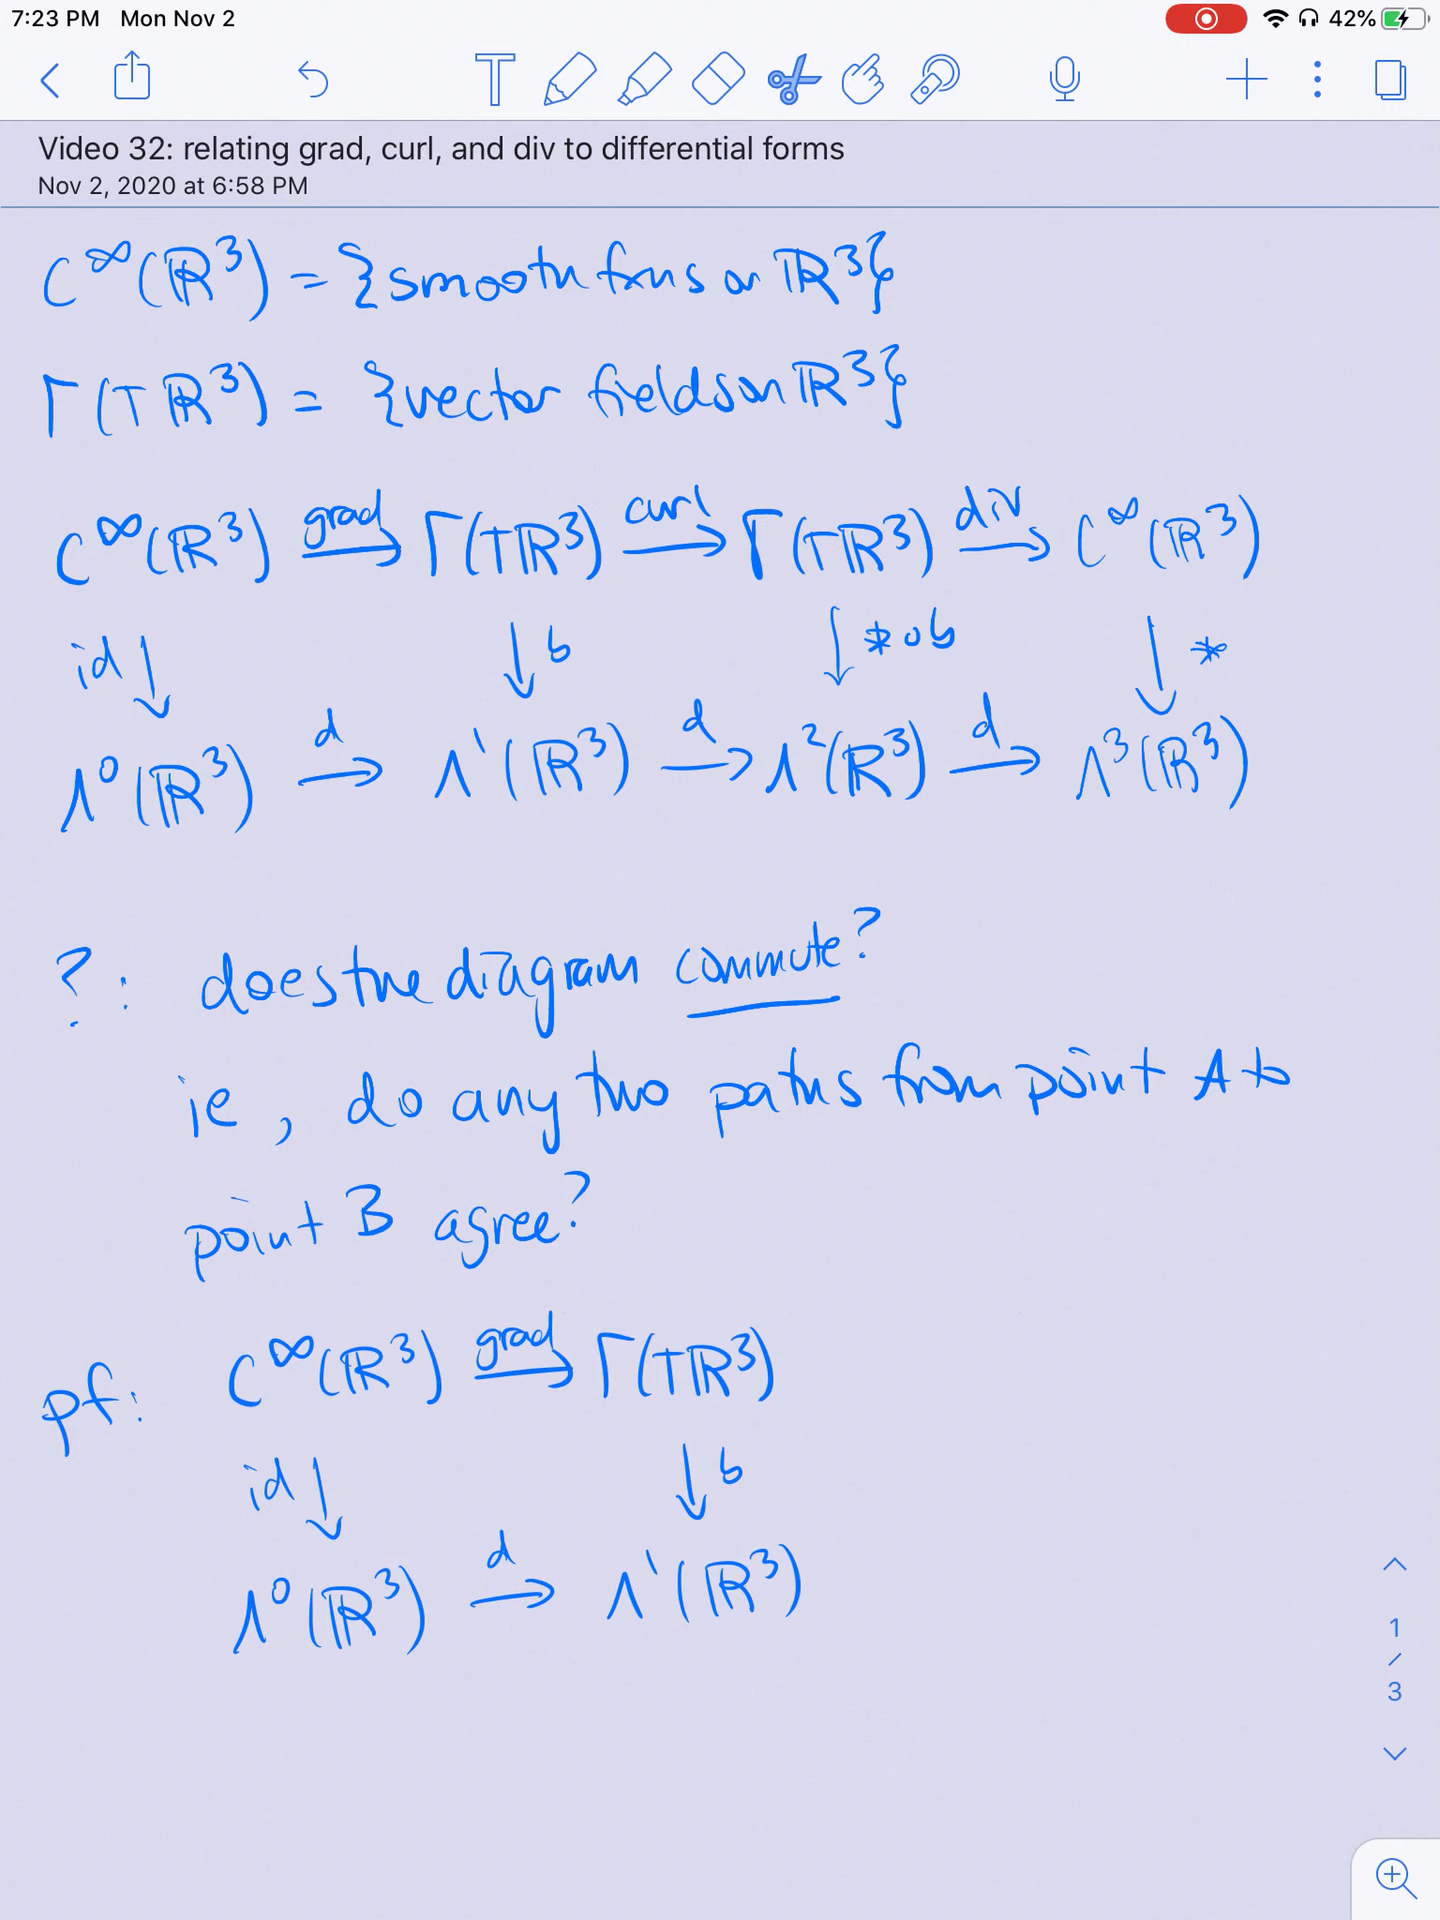 7:23 PM Mon Nov 2 42%
Video 32: relating grad, curl, and div to differential forms
Nov 2, 2020 at 6:58 PM
C^∞(ℝ³) = {smooth fxns on ℝ³}
Γ(Tℝ³) = {vector fields on ℝ³}
C^∞(ℝ³) →grad Γ(Tℝ³) →curl Γ(Tℝ³) →div C^∞(ℝ³)
id ↓ ↓ ♭ ↓ *∘♭ ↓ *
Λ⁰(ℝ³) →d Λ¹(ℝ³) →d Λ²(ℝ³) →d Λ³(ℝ³)
?: does the diagram commute?
ie, do any two paths from point A to
point B agree?
pf: C^∞(ℝ³) →grad Γ(Tℝ³)
id ↓ ↓ ♭
Λ⁰(ℝ³) →d Λ¹(ℝ³)
1
/
3